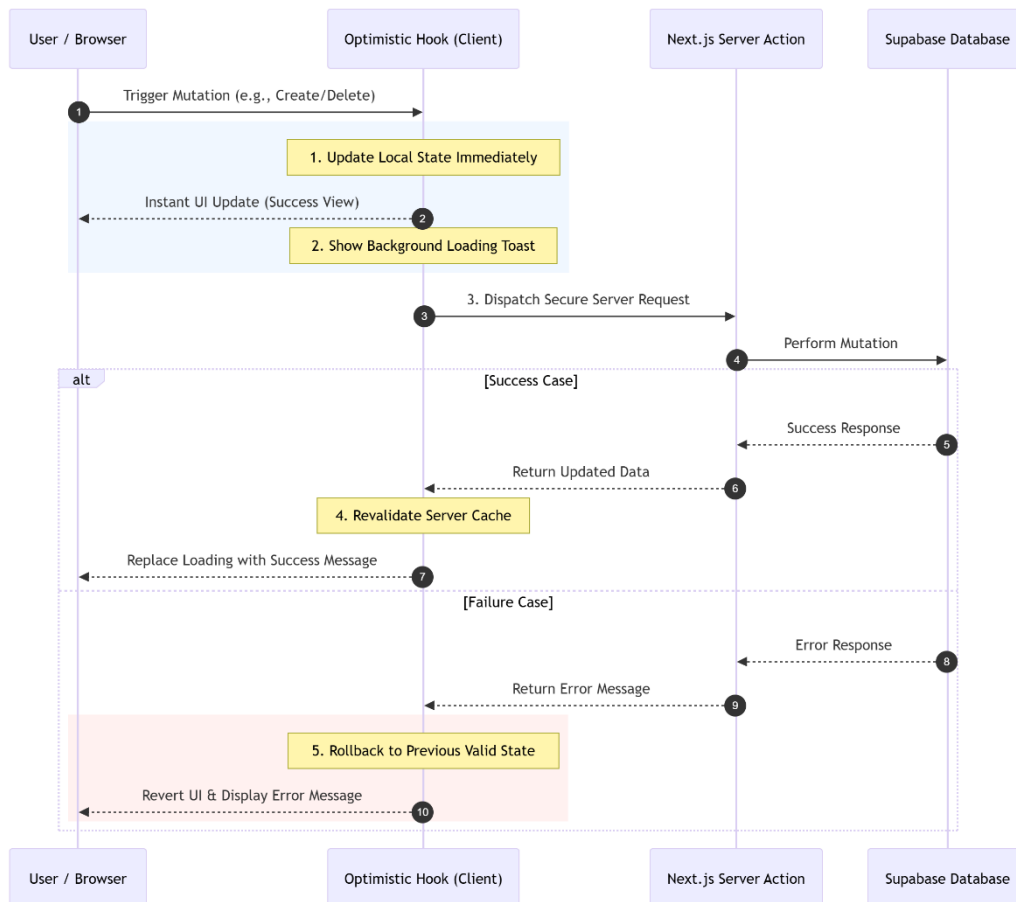 User / Browser
Optimistic Hook (Client)
Next.js Server Action
Supabase Database
Trigger Mutation (e.g., Create/Delete)
1
1. Update Local State Immediately
Instant UI Update (Success View)
2
2. Show Background Loading Toast
3. Dispatch Secure Server Request
3
Perform Mutation
4
alt
[Success Case]
Success Response
5
Return Updated Data
6
4. Revalidate Server Cache
Replace Loading with Success Message
7
[Failure Case]
Error Response
8
Return Error Message
9
5. Rollback to Previous Valid State
Revert UI & Display Error Message
10
User / Browser
Optimistic Hook (Client)
Next.js Server Action
Supabase Database